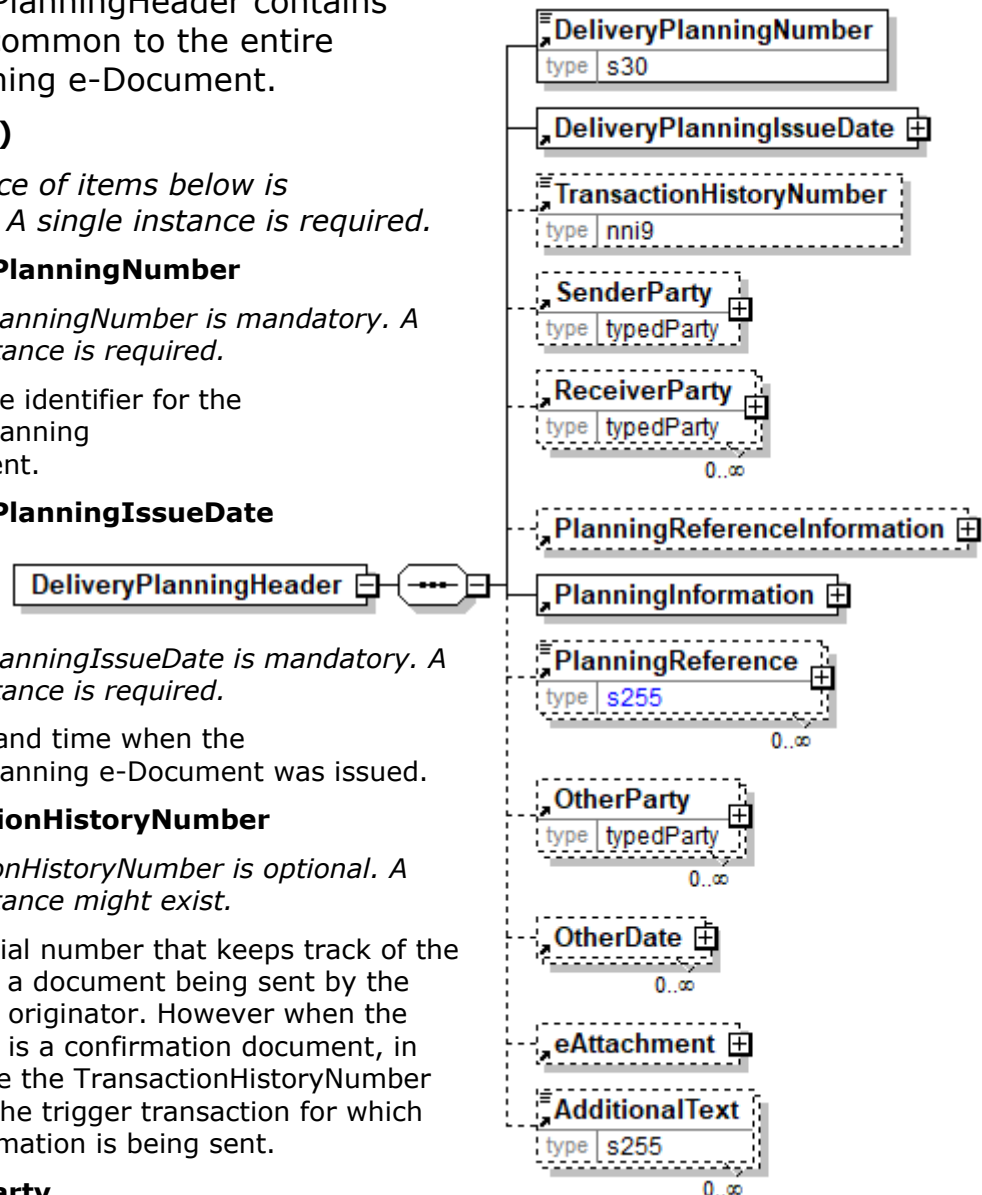 PlanningHeader contains
ommon to the entire
ning e-Document.
)
ce of items below is
A single instance is required.
PlanningNumber
anningNumber is mandatory. A
tance is required.
e identifier for the
anning
ent.
PlanningIssueDate
DeliveryPlanningHeader
anningIssueDate is mandatory. A
tance is required.
and time when the
anning e-Document was issued.
ionHistoryNumber
onHistoryNumber is optional. A
tance might exist.
ial number that keeps track of the
a document being sent by the
originator. However when the
is a confirmation document, in
e the TransactionHistoryNumber
he trigger transaction for which
mation is being sent.
arty
DeliveryPlanningNumber
type s30
DeliveryPlanningIssueDate
TransactionHistoryNumber
type nni9
SenderParty
type typedParty
ReceiverParty
type typedParty
0..∞
PlanningReferenceInformation
PlanningInformation
PlanningReference
type s255
0..∞
OtherParty
type typedParty
0..∞
OtherDate
0..∞
eAttachment
AdditionalText
type s255
0..∞